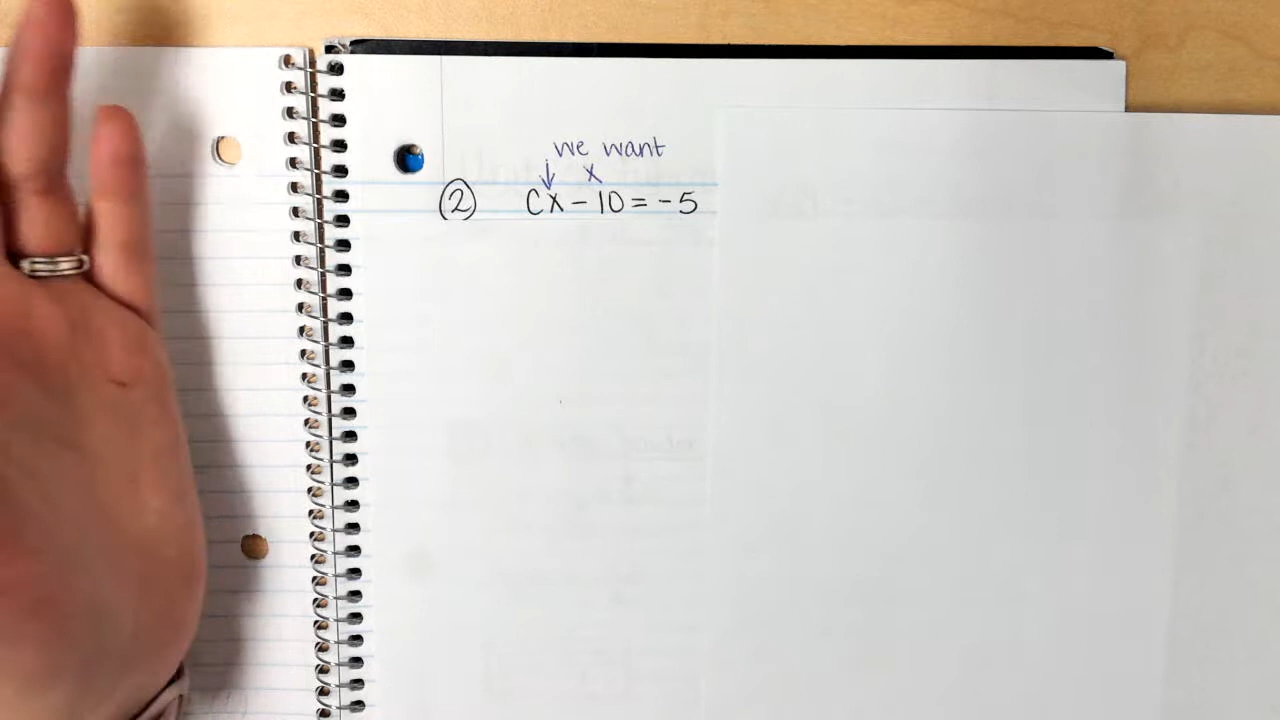 we want
↓ x
② cx - 10 = -5